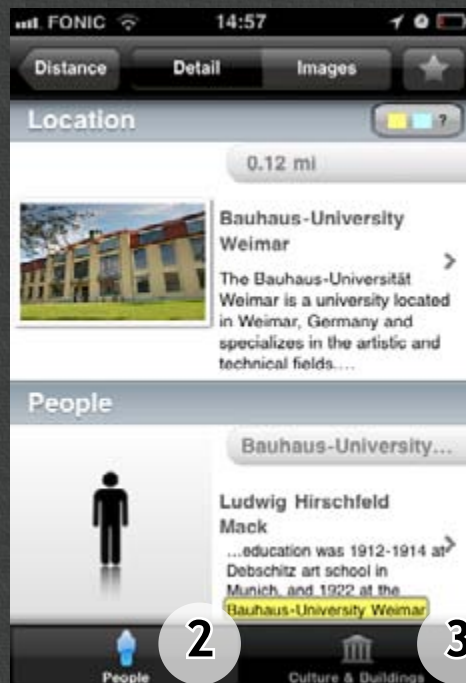 FONIC 14:57
Distance Detail Images
Location ?
0.12 mi
Bauhaus-University
Weimar
The Bauhaus-Universität
Weimar is a university located
in Weimar, Germany and
specializes in the artistic and
technical fields....
People
Bauhaus-University...
Ludwig Hirschfeld
Mack
...education was 1912-1914 at
Debschitz art school in
Munich, and 1922 at the
Bauhaus-University Weimar
2 3
People Culture & Buildings